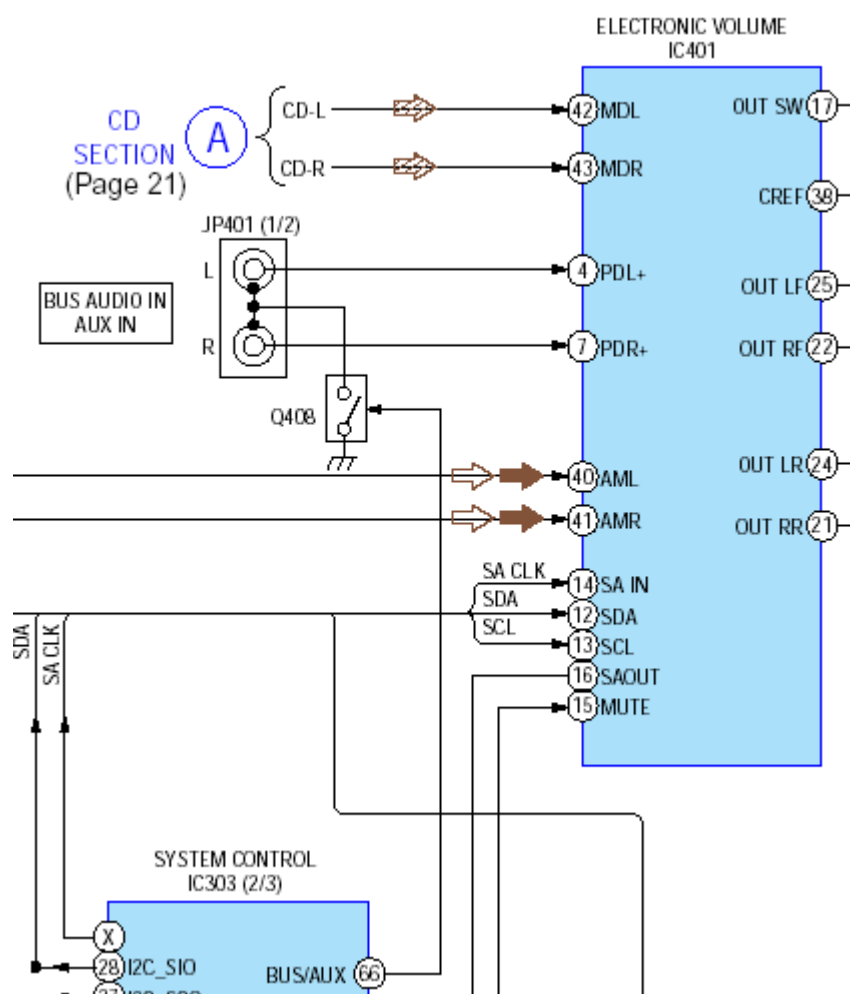 ELECTRONIC VOLUME
IC401
CD
SECTION
(Page 21)
A
CD-L
CD-R
42 MDL
43 MDR
OUT SW 17
CREF 38
JP401 (1/2)
L
R
BUS AUDIO IN
AUX IN
4 PDL+
7 PDR+
OUT LF 25
OUT RF 22
Q408
40 AML
41 AMR
OUT LR 24
OUT RR 21
SA CLK
SDA
SCL
14 SA IN
12 SDA
13 SCL
16 SAOUT
15 MUTE
SDA
SA CLK
SYSTEM CONTROL
IC303 (2/3)
X
28 I2C_SIO
BUS/AUX 66